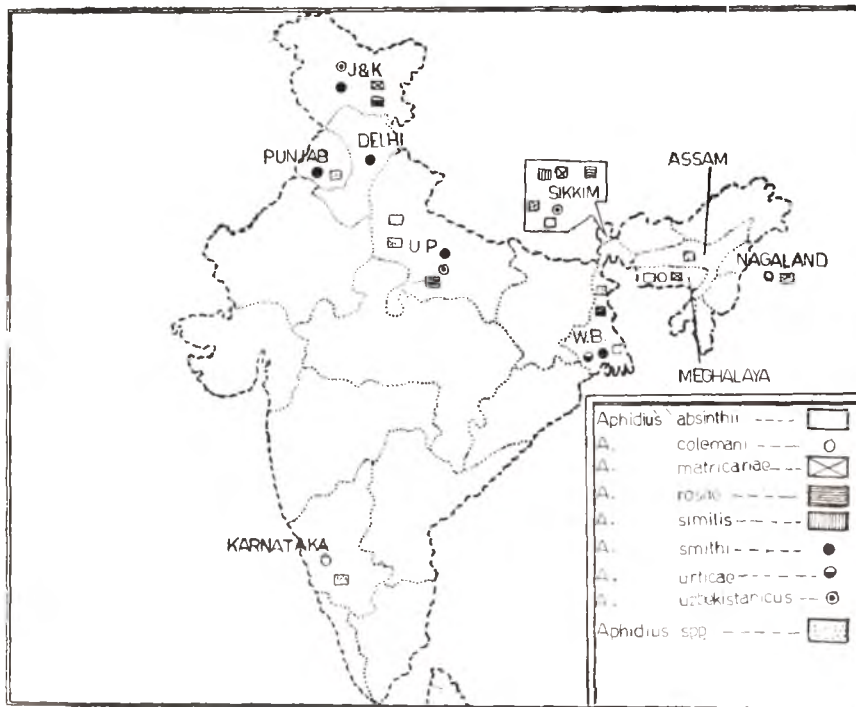 J&K
DELHI
PUNJAB
ASSAM
SIKKIM
NAGALAND
U P
W.B.
MEGHALAYA
KARNATAKA
Aphidius absinthii
A. colemani
A. matricariae
A. rosae
A. similis
A. smithi
A. urticae
A. uzbekistanicus
Aphidius spp